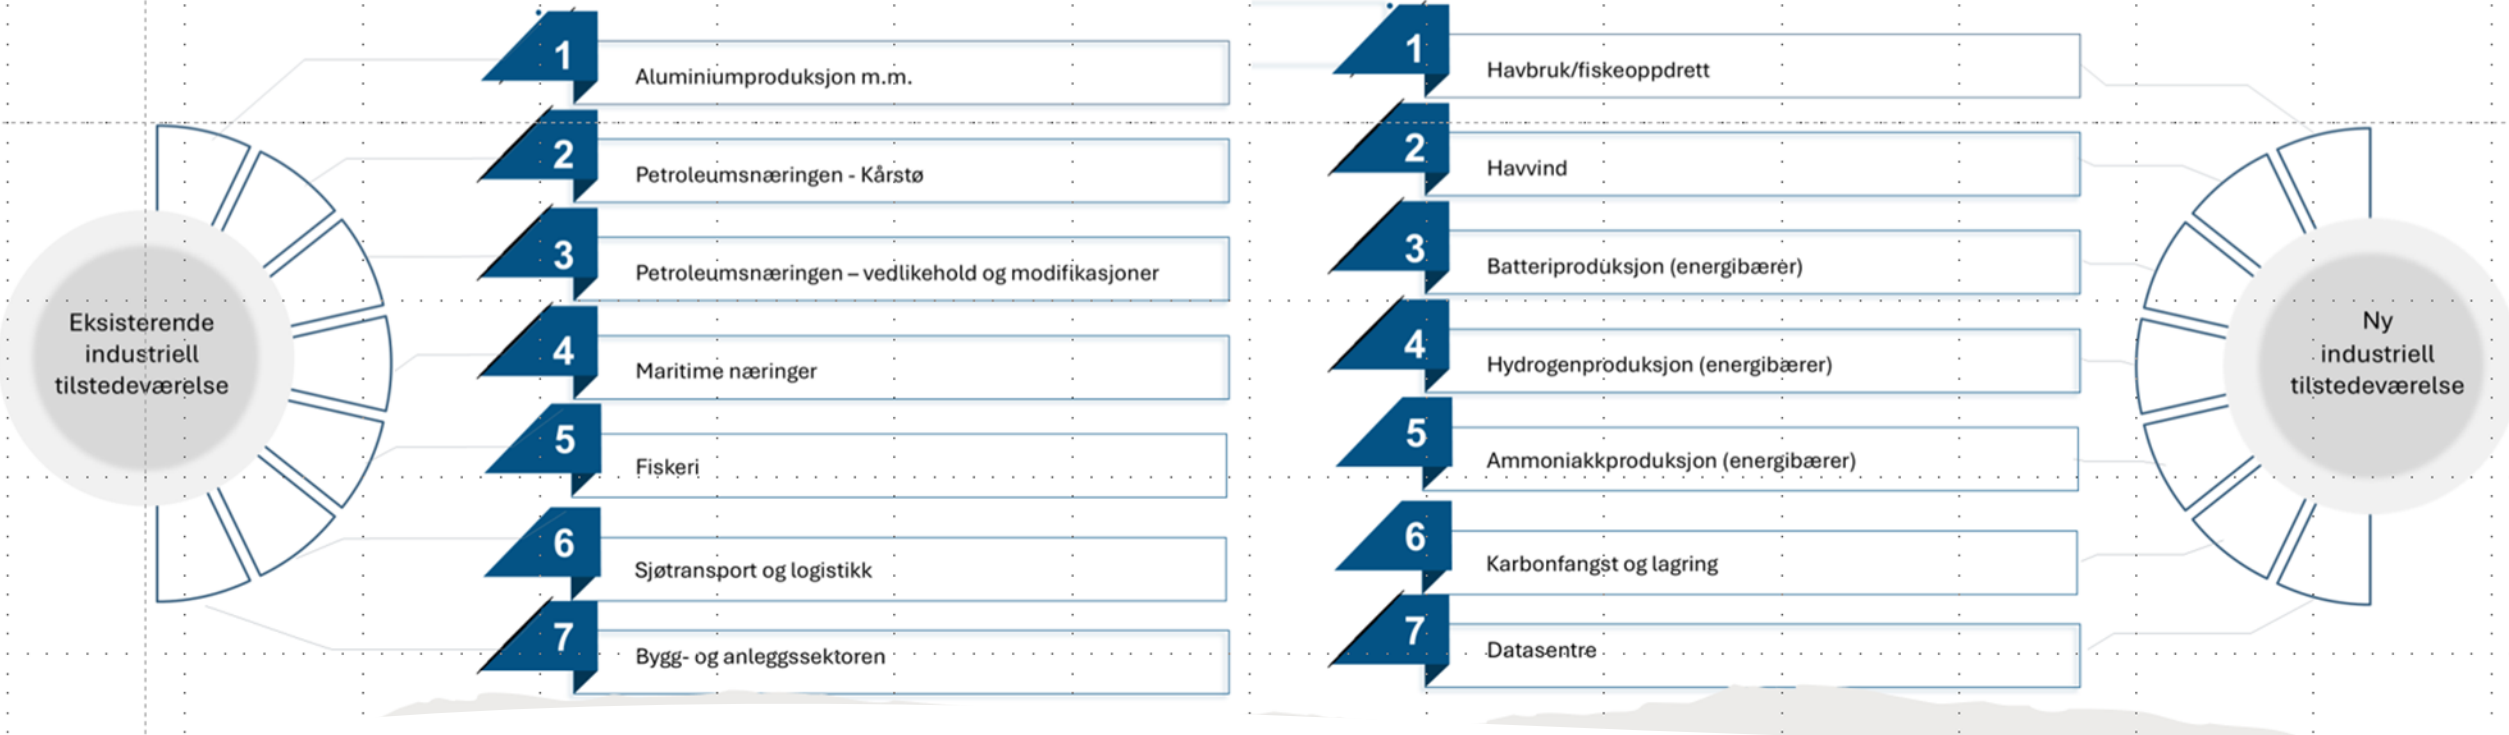 Eksisterende
industriell
tilstedeværelse
1
Aluminiumproduksjon m.m.
2
Petroleumsnæringen - Kårstø
3
Petroleumsnæringen – vedlikehold og modifikasjoner
4
Maritime næringer
5
Fiskeri
6
Sjøtransport og logistikk
7
Bygg- og anleggssektoren
1
Havbruk/fiskeoppdrett
2
Havvind
3
Batteriproduksjon (energibærer)
4
Hydrogenproduksjon (energibærer)
5
Ammoniakkproduksjon (energibærer)
6
Karbonfangst og lagring
7
Datasentre
Ny
industriell
tilstedeværelse